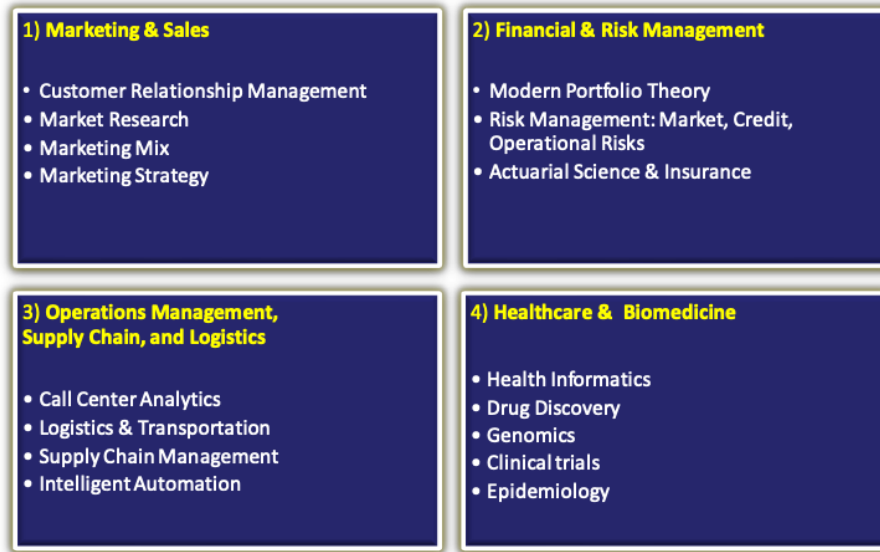 1) Marketing & Sales
• Customer Relationship Management
• Market Research
• Marketing Mix
• Marketing Strategy
2) Financial & Risk Management
• Modern Portfolio Theory
• Risk Management: Market, Credit,
Operational Risks
• Actuarial Science & Insurance
3) Operations Management,
Supply Chain, and Logistics
• Call Center Analytics
• Logistics & Transportation
• Supply Chain Management
• Intelligent Automation
4) Healthcare & Biomedicine
• Health Informatics
• Drug Discovery
• Genomics
• Clinical trials
• Epidemiology